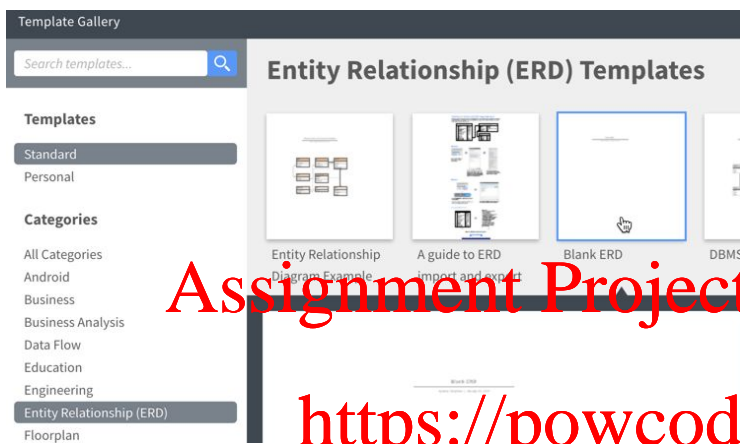 Template Gallery
Search templates...
Entity Relationship (ERD) Templates
Templates
Standard
Personal
Categories
All Categories
Android
Business
Business Analysis
Data Flow
Education
Engineering
Entity Relationship (ERD)
Floorplan
Entity Relationship
Diagram Example
A guide to ERD
import and export
Blank ERD
DBMS
Assignment Project
Blank ERD
https://powcod